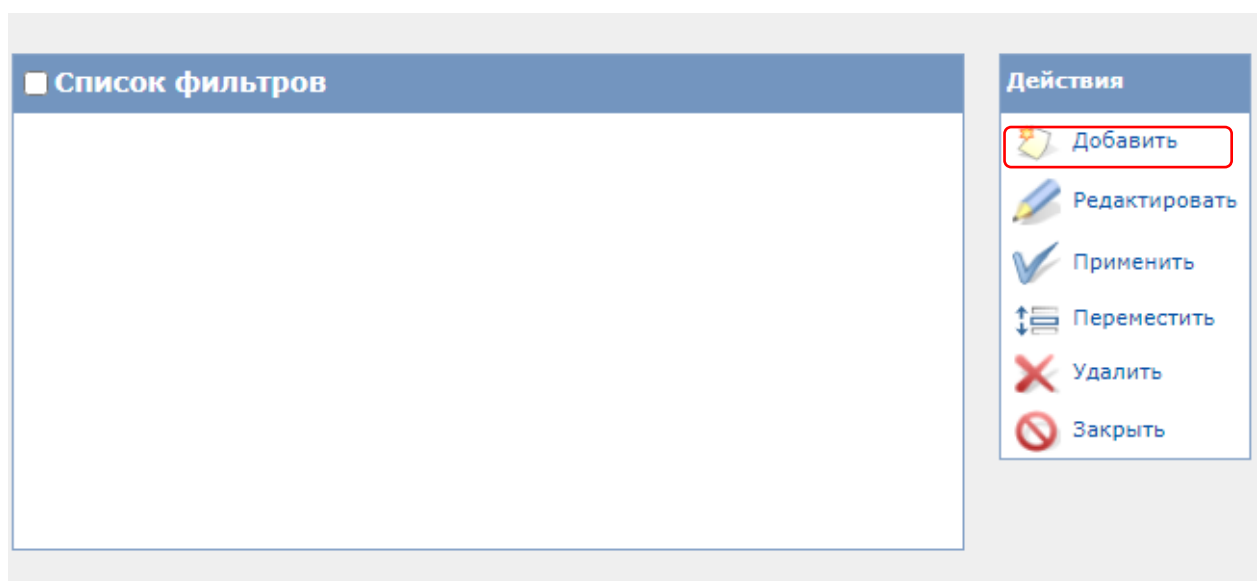 Список фильтров
Действия
Добавить
Редактировать
Применить
Переместить
Удалить
Закрыть